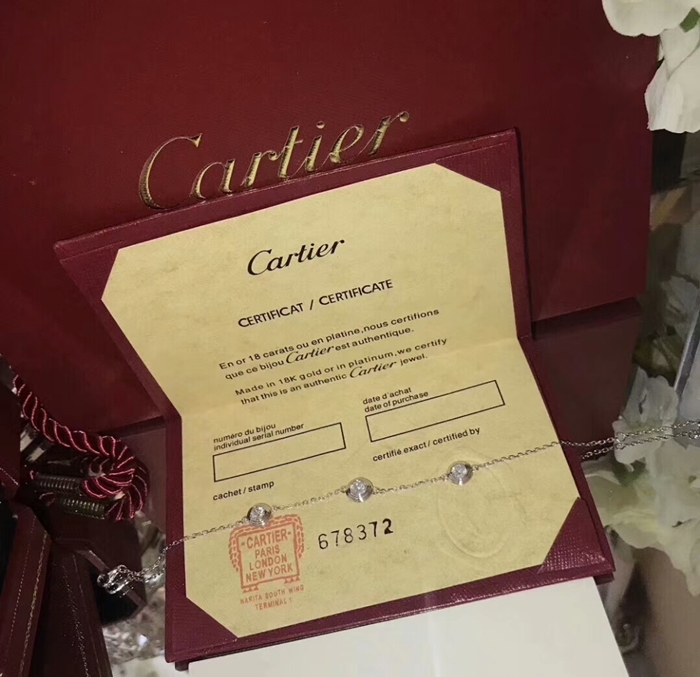 Cartier
Cartier
CERTIFICAT / CERTIFICATE
En or 18 carats ou en platine,nous certifions
que ce bijou Cartier est authentique.
Made in 18K gold or in platinum,we certify
that this is an authentic Cartier jewel.
numéro du bijou
individual serial number
date d'achat
date of purchase
cachet / stamp
certifié exact / certified by
-CARTIER-
PARIS
LONDON
NEW YORK
NARITA SOUTH WING
TERMINAL 1
678372